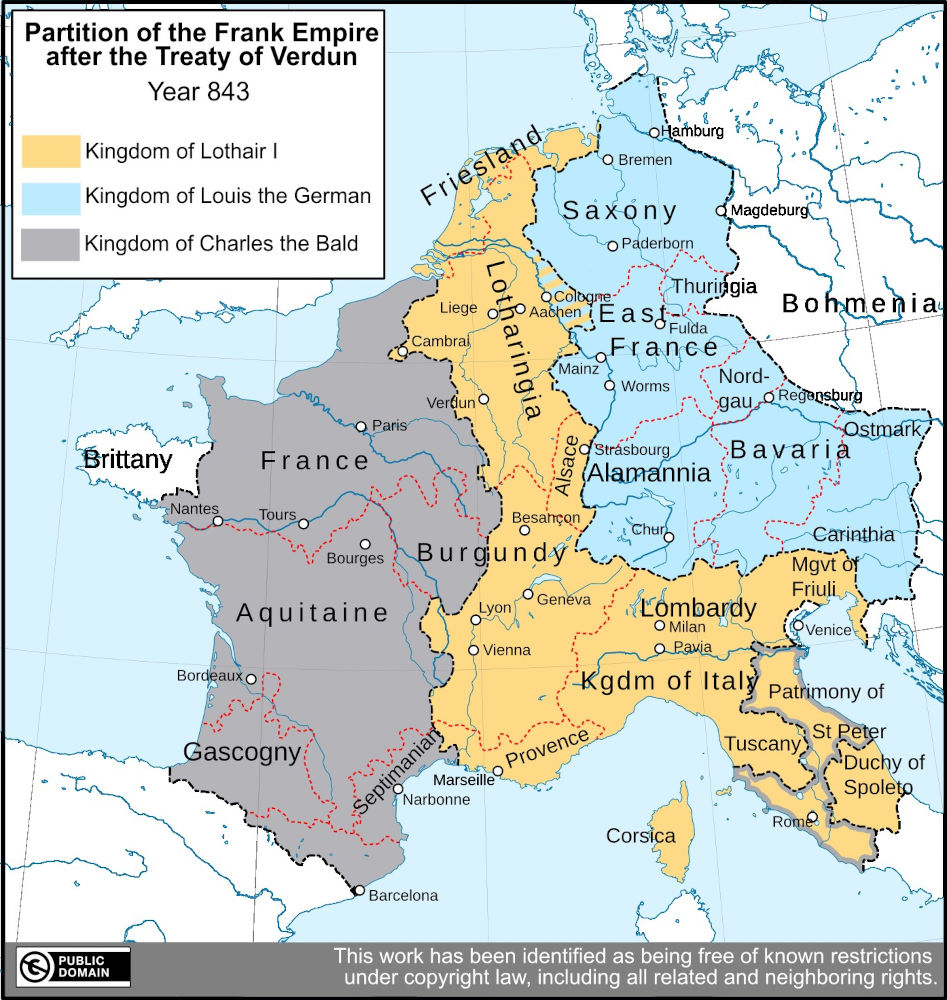 Partition of the Frank Empire
after the Treaty of Verdun
Year 843
Kingdom of Lothair I
Kingdom of Louis the German
Kingdom of Charles the Bald
Hamburg
Friesland
Bremen
Saxony
Magdeburg
Paderborn
Lotharingia
Thuringia
Cologne
Bohmenia
Liege
Aachen
East-
France
Fulda
Cambrai
Mainz
Nord-
gau
Worms
Regensburg
Verdun
Paris
Ostmark
Brittany
France
Alsace
Strasbourg
Bavaria
Alamannia
Nantes
Tours
Besançon
Chur
Carinthia
Bourges
Burgundy
Mgvt of
Friuli
Geneva
Aquitaine
Lyon
Lombardy
Milan
Venice
Vienna
Pavia
Bordeaux
Kgdm of Italy
Patrimony of
St Peter
Gascogny
Septimanian
Provence
Tuscany
Duchy of
Spoleto
Marseille
Narbonne
Rome
Corsica
Barcelona
PUBLIC
DOMAIN
This work has been identified as being free of known restrictions
under copyright law, including all related and neighboring rights.